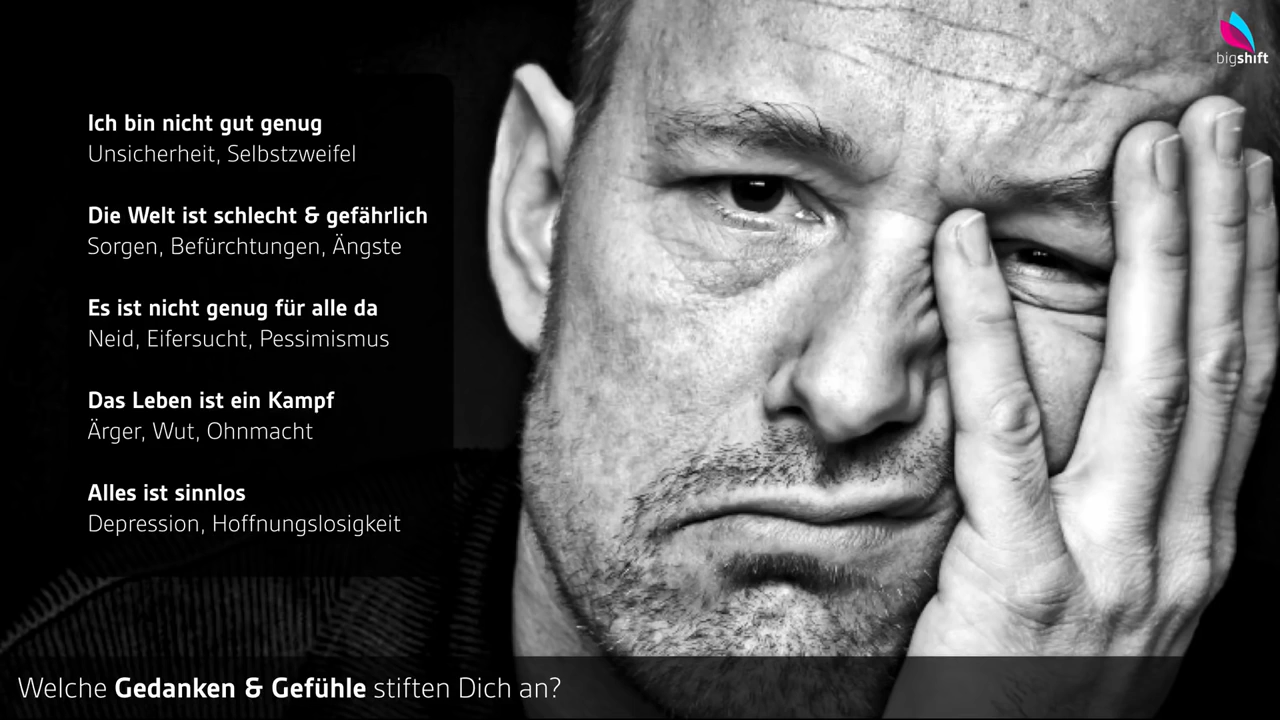 bigshift
Ich bin nicht gut genug
Unsicherheit, Selbstzweifel
Die Welt ist schlecht & gefährlich
Sorgen, Befürchtungen, Ängste
Es ist nicht genug für alle da
Neid, Eifersucht, Pessimismus
Das Leben ist ein Kampf
Ärger, Wut, Ohnmacht
Alles ist sinnlos
Depression, Hoffnungslosigkeit
Welche Gedanken & Gefühle stiften Dich an?